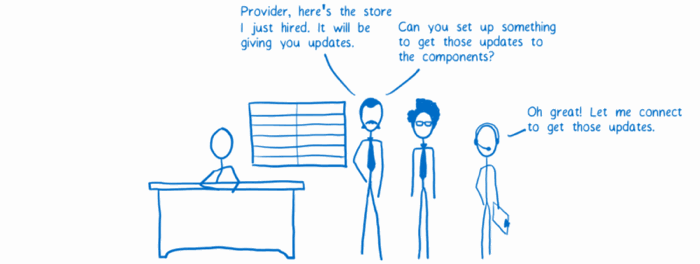 Provider, here's the store
I just hired. It will be
giving you updates.
Can you set up something
to get those updates to
the components?
Oh great! Let me connect
to get those updates.